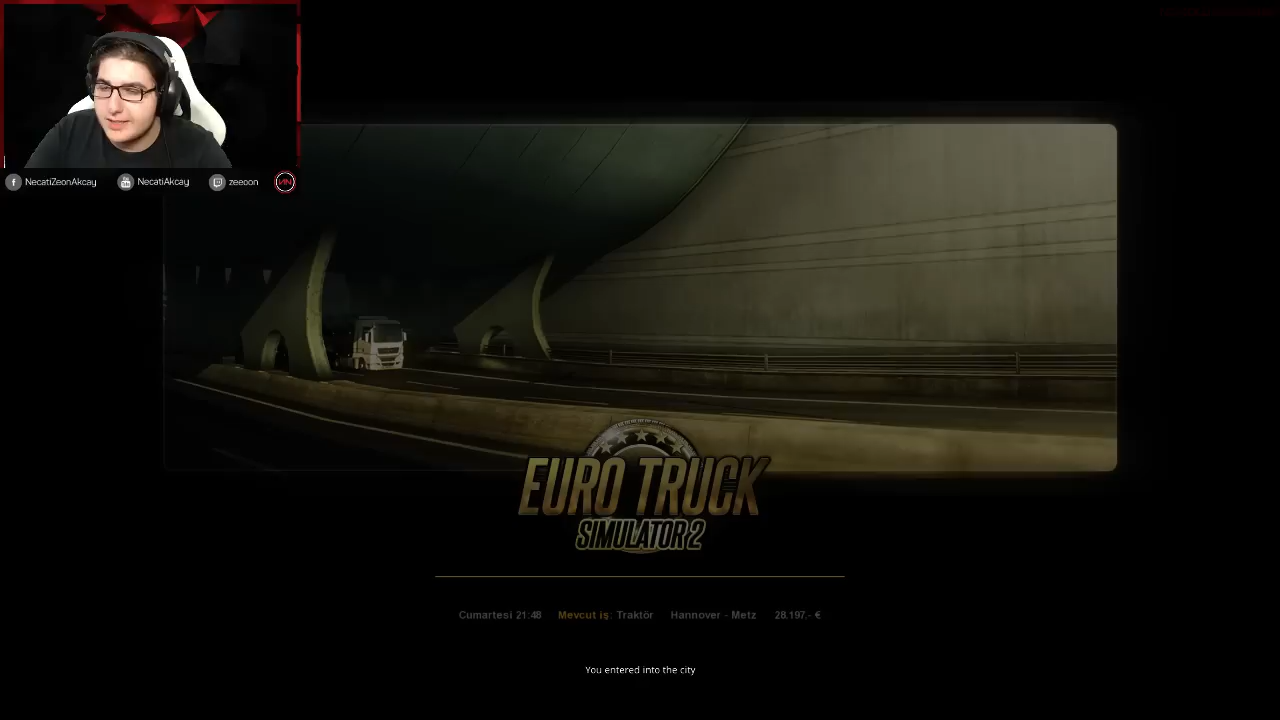 NecatiZeonAkcay NecatiAkcay zeeoon
EURO TRUCK
SIMULATOR 2
Cumartesi 21:48 Mevcut iş: Traktör Hannover - Metz 28.197.- €
You entered into the city